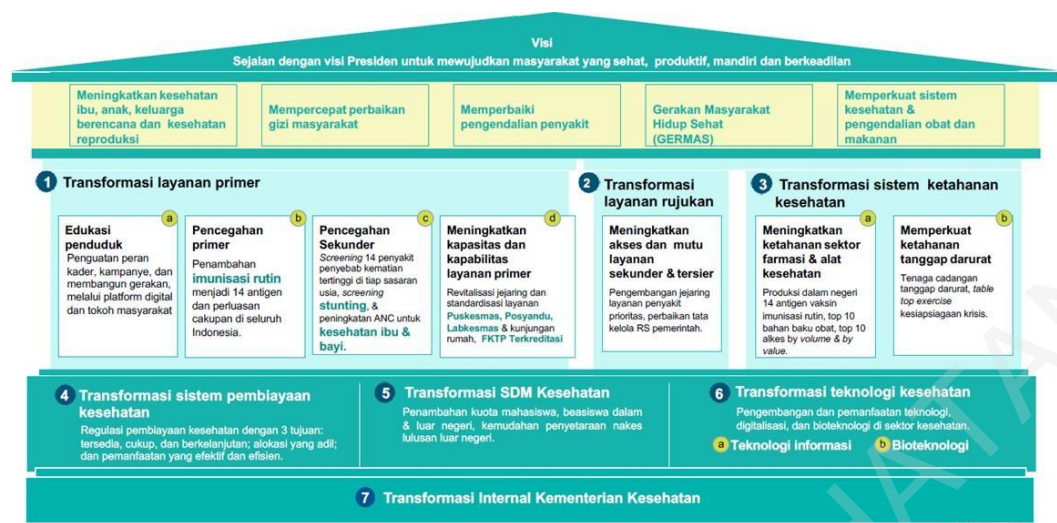 Visi
Sejalan dengan visi Presiden untuk mewujudkan masyarakat yang sehat, produktif, mandiri dan berkeadilan
Meningkatkan kesehatan
ibu, anak, keluarga
berencana dan kesehatan
reproduksi
Mempercepat perbaikan
gizi masyarakat
Memperbaiki
pengendalian penyakit
Gerakan Masyarakat
Hidup Sehat
(GERMAS)
Memperkuat sistem
kesehatan &
pengendalian obat dan
makanan
1 Transformasi layanan primer
a
Edukasi
penduduk
Penguatan peran
kader, kampanye, dan
membangun gerakan,
melalui platform digital
dan tokoh masyarakat
b
Pencegahan
primer
Penambahan
imunisasi rutin
menjadi 14 antigen
dan perluasan
cakupan di seluruh
Indonesia.
c
Pencegahan
Sekunder
Screening 14 penyakit
penyebab kematian
tertinggi di tiap sasaran
usia, screening
stunting, &
peningkatan ANC untuk
kesehatan ibu &
bayi.
d
Meningkatkan
kapasitas dan
kapabilitas
layanan primer
Revitalisasi jejaring dan
standardisasi layanan
Puskesmas, Posyandu,
Labkesmas & kunjungan
rumah, FKTP Terkreditasi
2 Transformasi
layanan rujukan
Meningkatkan
akses dan mutu
layanan
sekunder & tersier
Pengembangan jejaring
layanan penyakit
prioritas, perbaikan tata
kelola RS pemerintah.
3 Transformasi sistem ketahanan
kesehatan
a
Meningkatkan
ketahanan sektor
farmasi & alat
kesehatan
Produksi dalam negeri
14 antigen vaksin
imunisasi rutin, top 10
bahan baku obat, top 10
alkes by volume & by
value.
b
Memperkuat
ketahanan
tanggap darurat
Tenaga cadangan
tanggap darurat, table
top exercise
kesiapsiagaan krisis.
4 Transformasi sistem pembiayaan
kesehatan
Regulasi pembiayaan kesehatan dengan 3 tujuan:
tersedia, cukup, dan berkelanjutan; alokasi yang adil;
dan pemanfaatan yang efektif dan efisien.
5 Transformasi SDM Kesehatan
Penambahan kuota mahasiswa, beasiswa dalam
& luar negeri, kemudahan penyetaraan nakes
lulusan luar negeri.
6 Transformasi teknologi kesehatan
Pengembangan dan pemanfaatan teknologi,
digitalisasi, dan bioteknologi di sektor kesehatan.
a Teknologi informasi b Bioteknologi
7 Transformasi Internal Kementerian Kesehatan